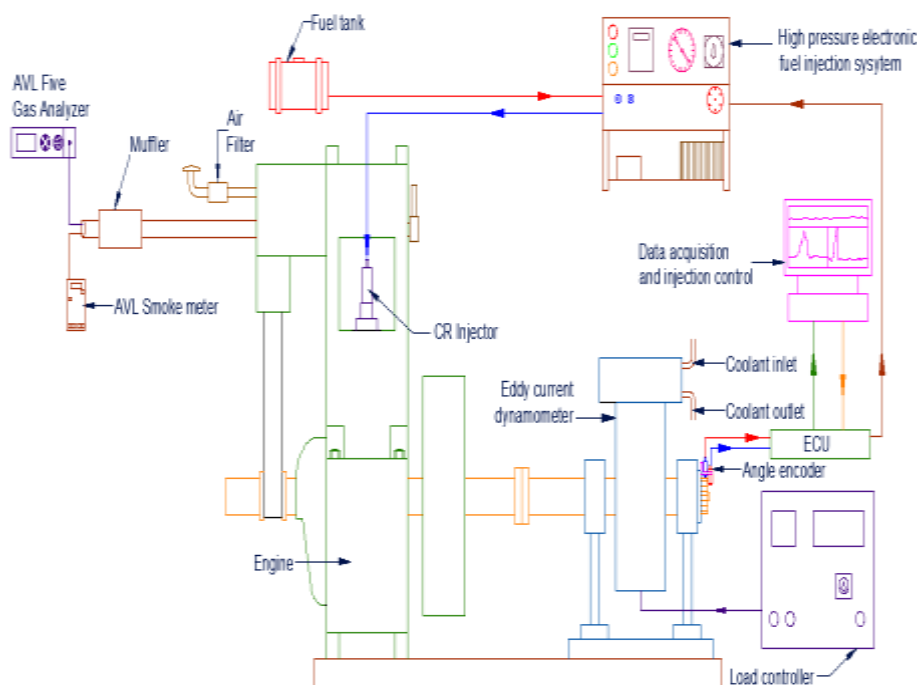 Fuel tank
High pressure electronic
fuel injection sysytem
AVL Five
Gas Analyzer
Air
Filter
Muffler
Data acquisition
and injection control
AVL Smoke meter
CR Injector
Coolant inlet
Eddy current
dynamometer
Coolant outlet
ECU
Angle encoder
Engine
Load controller